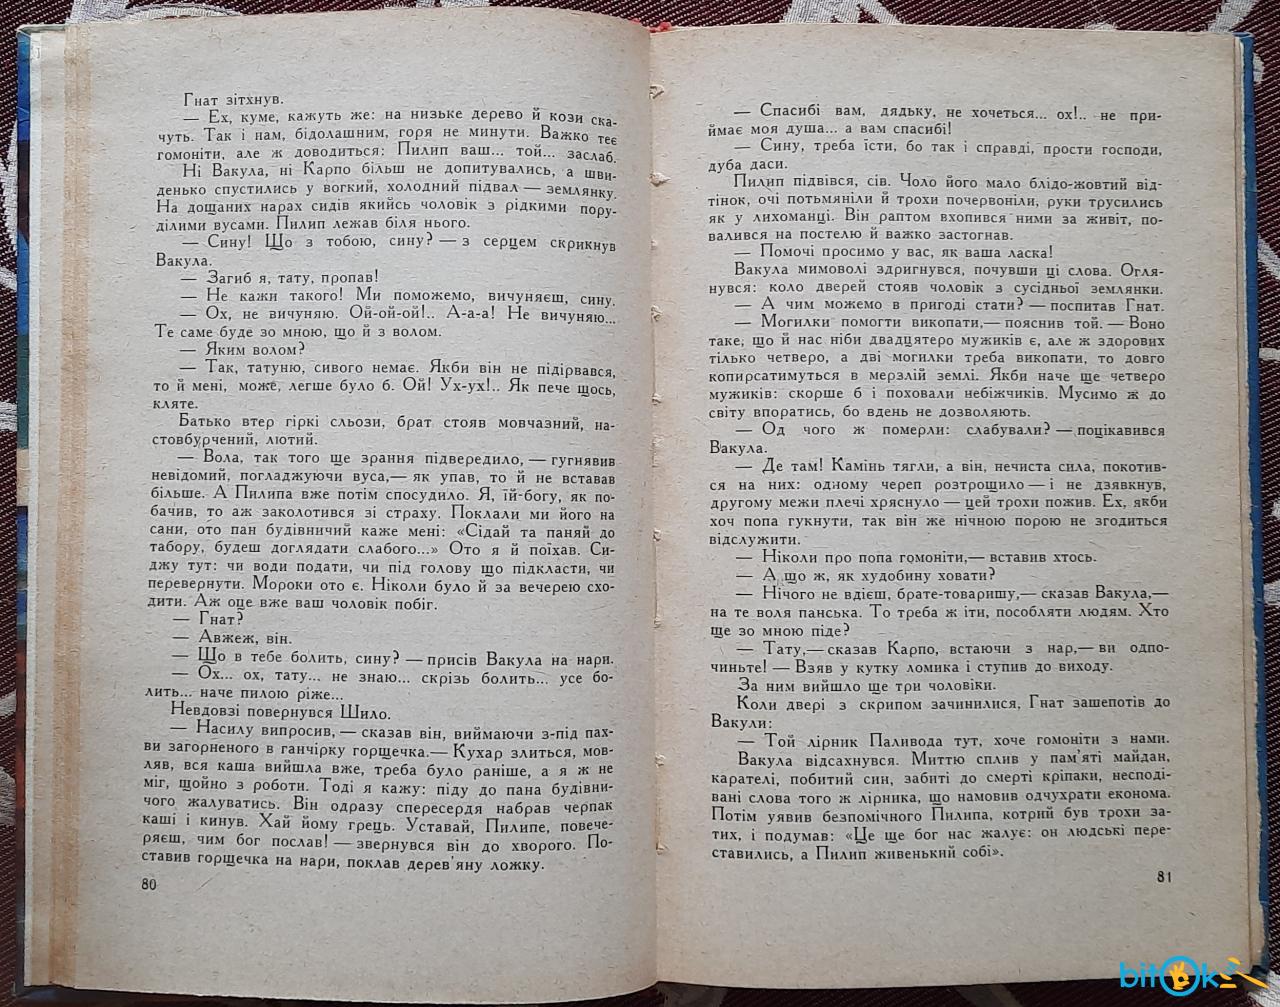 Гнат зітхнув.
— Ех, куме, кажуть же: на низьке дерево й кози ска-
чуть. Так і нам, бідолашним, горя не минути. Важко теє
гомоніти, але ж доводиться: Пилип ваш... той... заслаб.
Ні Вакула, ні Карпо більш не допитувались, а шви-
денько спустились у вогкий, холодний підвал — землянку.
На дощаних нарах сидів якийсь чоловік з рідкими пору-
ділими вусами. Пилип лежав біля нього.
— Сину! Що з тобою, сину? — з серцем скрикнув
Вакула.
— Загиб я, тату, пропав!
— Не кажи такого! Ми поможемо, вичуняєш, сину.
— Ох, не вичуняю. Ой-ой-ой!.. А-а-а! Не вичуняю...
Те саме буде зо мною, що й з волом.
— Яким волом?
— Так, татуню, сивого немає. Якби він не підірвався,
то й мені, може, легше було б. Ой! Ух-ух!.. Як пече щось,
кляте.
Батько втер гіркі сльози, брат стояв мовчазний, на-
стовбурчений, лютий.
— Вола, так того ще зрання підвередило, — гугнявив
невідомий, погладжуючи вуса,— як упав, то й не вставав
більше. А Пилипа вже потім спосудило. Я, їй-богу, як по-
бачив, то аж заколотився зі страху. Поклали ми його на
сани, ото пан будівничий каже мені: «Сідай та паняй до
табору, будеш доглядати слабого...» Ото я й поїхав. Си-
джу тут: чи води подати, чи під голову що підкласти, чи
перевернути. Мороки ото є. Ніколи було й за вечерею схо-
дити. Аж оце вже ваш чоловік побіг.
— Гнат?
— Авжеж, він.
— Що в тебе болить, сину? — присів Вакула на нари.
— Ох... ох, тату... не знаю... скрізь болить... усе бо-
лить... наче пилою ріже...
Невдовзі повернувся Шило.
— Насилу випросив, — сказав він, виймаючи з-під пах-
ви загорненого в ганчірку горщечка.— Кухар злиться, мов-
ляв, вся каша вийшла вже, треба було раніше, а я ж не
міг, щойно з роботи. Тоді я кажу: піду до пана будівни-
чого жалуватись. Він одразу спересердя набрав черпак
каші і кинув. Хай йому грець. Уставай, Пилипе, повече-
ряєш, чим бог послав! — звернувся він до хворого. По-
ставив горщечка на нари, поклав дерев'яну ложку.
80
— Спасибі вам, дядьку, не хочеться... ох!.. не при-
ймає моя душа... а вам спасибі!
— Сину, треба їсти, бо так і справді, прости господи,
дуба даси.
Пилип підвівся, сів. Чоло його мало блідо-жовтий від-
тінок, очі потьмяніли й трохи почервоніли, руки трусились
як у лихоманці. Він раптом вхопився ними за живіт, по-
валився на постелю й важко застогнав.
— Помочі просимо у вас, як ваша ласка!
Вакула мимоволі здригнувся, почувши ці слова. Огля-
нувся: коло дверей стояв чоловік з сусідньої землянки.
— А чим можемо в пригоді стати? — поспитав Гнат.
— Могилки помогти викопати,— пояснив той. — Воно
таке, що й нас ніби двадцятеро мужиків є, але ж здорових
тільки четверо, а дві могилки треба викопати, то довго
копирсатимуться в мерзлій землі. Якби наче ще четверо
мужиків: скорше б і поховали небіжчиків. Мусимо ж до
світу впоратись, бо вдень не дозволяють.
— Од чого ж померли: слабували? — поцікавився
Вакула.
— Де там! Камінь тягли, а він, нечиста сила, покотив-
ся на них: одному череп розтрощило — і не дзявкнув,
другому межи плечі хряснуло — цей трохи пожив. Ех, якби
хоч попа гукнути, так він же нічною порою не згодиться
відслужити.
— Ніколи про попа гомоніти,— вставив хтось.
— А що ж, як худобину ховати?
— Нічого не вдієш, брате-товаришу,— сказав Вакула,—
на те воля панська. То треба ж іти, пособляти людям. Хто
ще зо мною піде?
— Тату,— сказав Карпо, встаючи з нар,— ви одпо-
чиньте! — Взяв у кутку ломика і ступив до виходу.
За ним вийшло ще три чоловіки.
Коли двері з скрипом зачинилися, Гнат зашепотів до
Вакули:
— Той лірник Паливода тут, хоче гомоніти з нами.
Вакула відсахнувся. Миттю сплив у пам'яті майдан,
карателі, побитий син, забиті до смерті кріпаки, несподі-
вані слова того ж лірника, що намовив одчухрати економа.
Потім уявив безпомічного Пилипа, котрий був трохи за-
тих, і подумав: «Це ще бог нас жалує: он людські пере-
ставились, а Пилип живенький собі».
81
bitOk